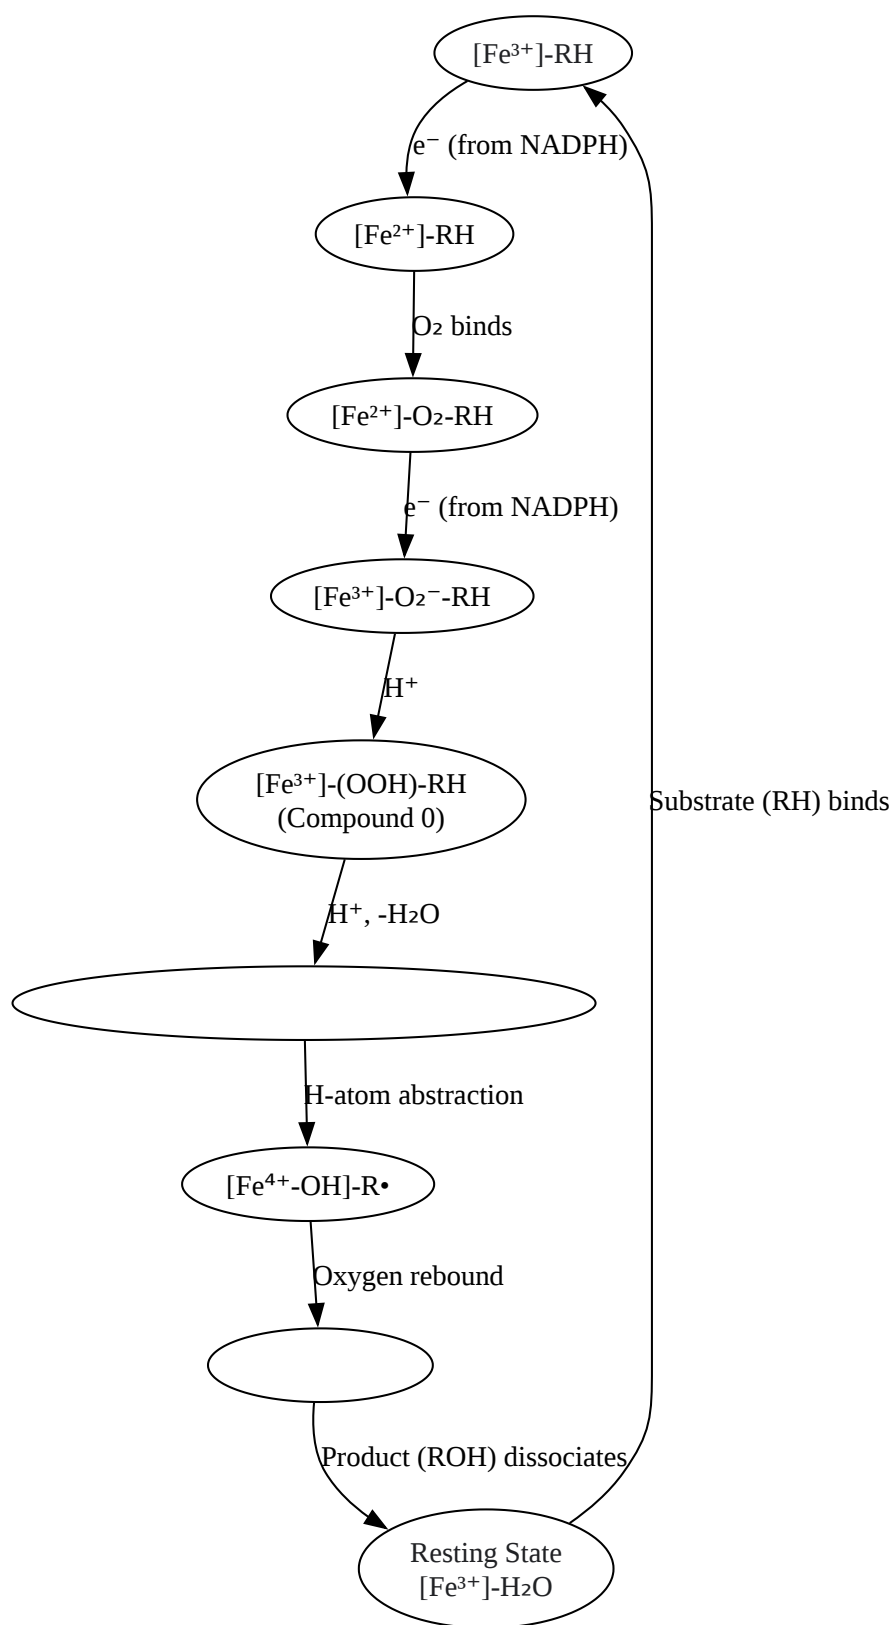 [Fe³⁺]-RH
e⁻ (from NADPH)
[Fe²⁺]-RH
O₂ binds
[Fe²⁺]-O₂-RH
e⁻ (from NADPH)
[Fe³⁺]-O₂⁻-RH
H⁺
[Fe³⁺]-(OOH)-RH
(Compound 0)
Substrate (RH) binds
H⁺, -H₂O
H-atom abstraction
[Fe⁴⁺-OH]-R•
Oxygen rebound
Product (ROH) dissociates
Resting State
[Fe³⁺]-H₂O